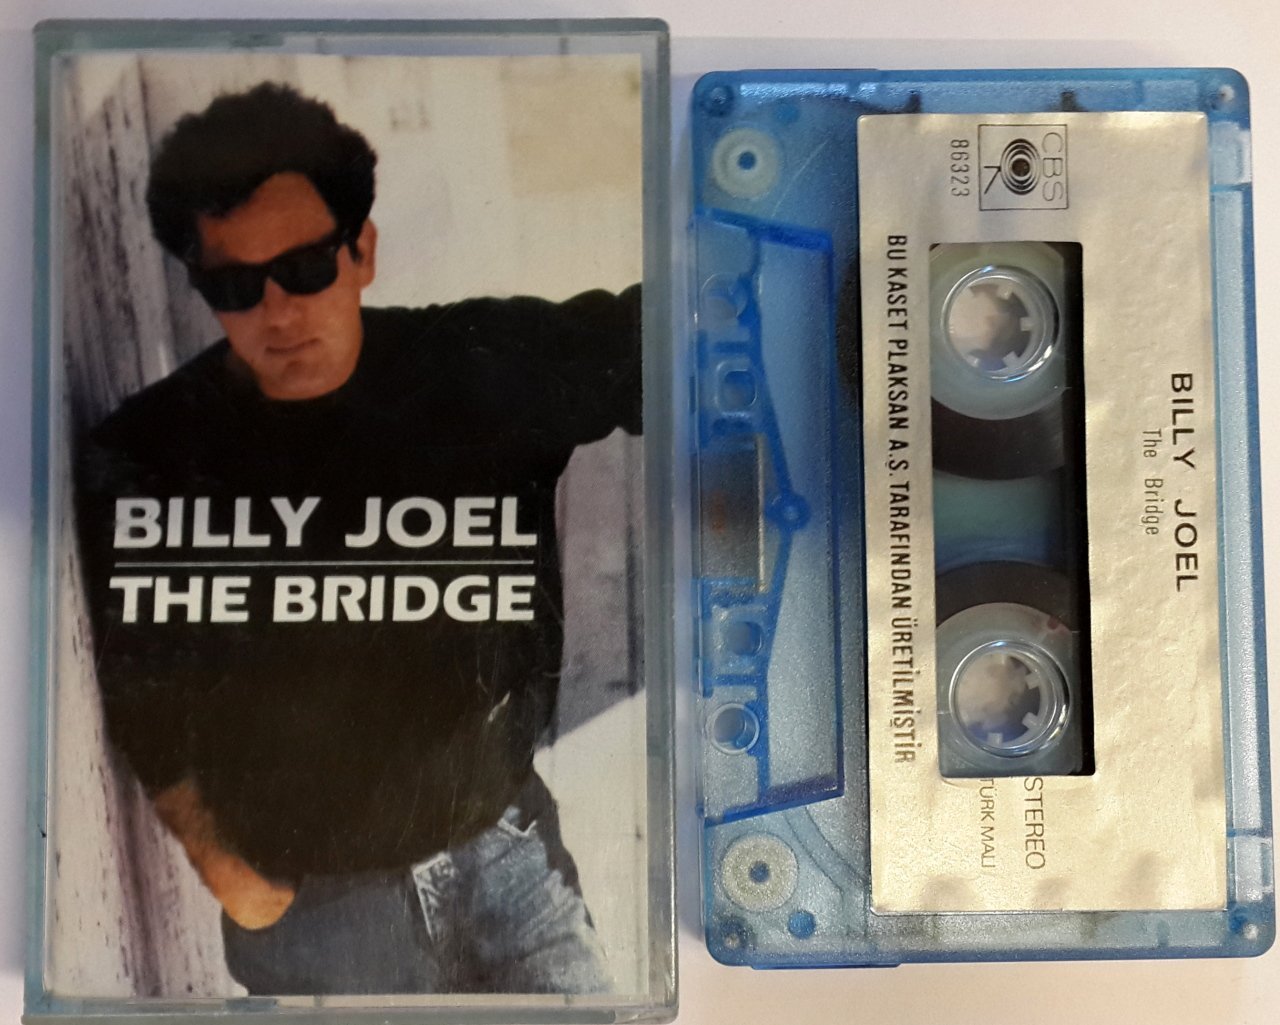 BILLY JOEL
THE BRIDGE
BILLY JOEL
The Bridge
CBS
86323
BU KASET PLAKSAN A.Ş. TARAFINDAN ÜRETİLMİŞTİR
STEREO
TÜRK MALI